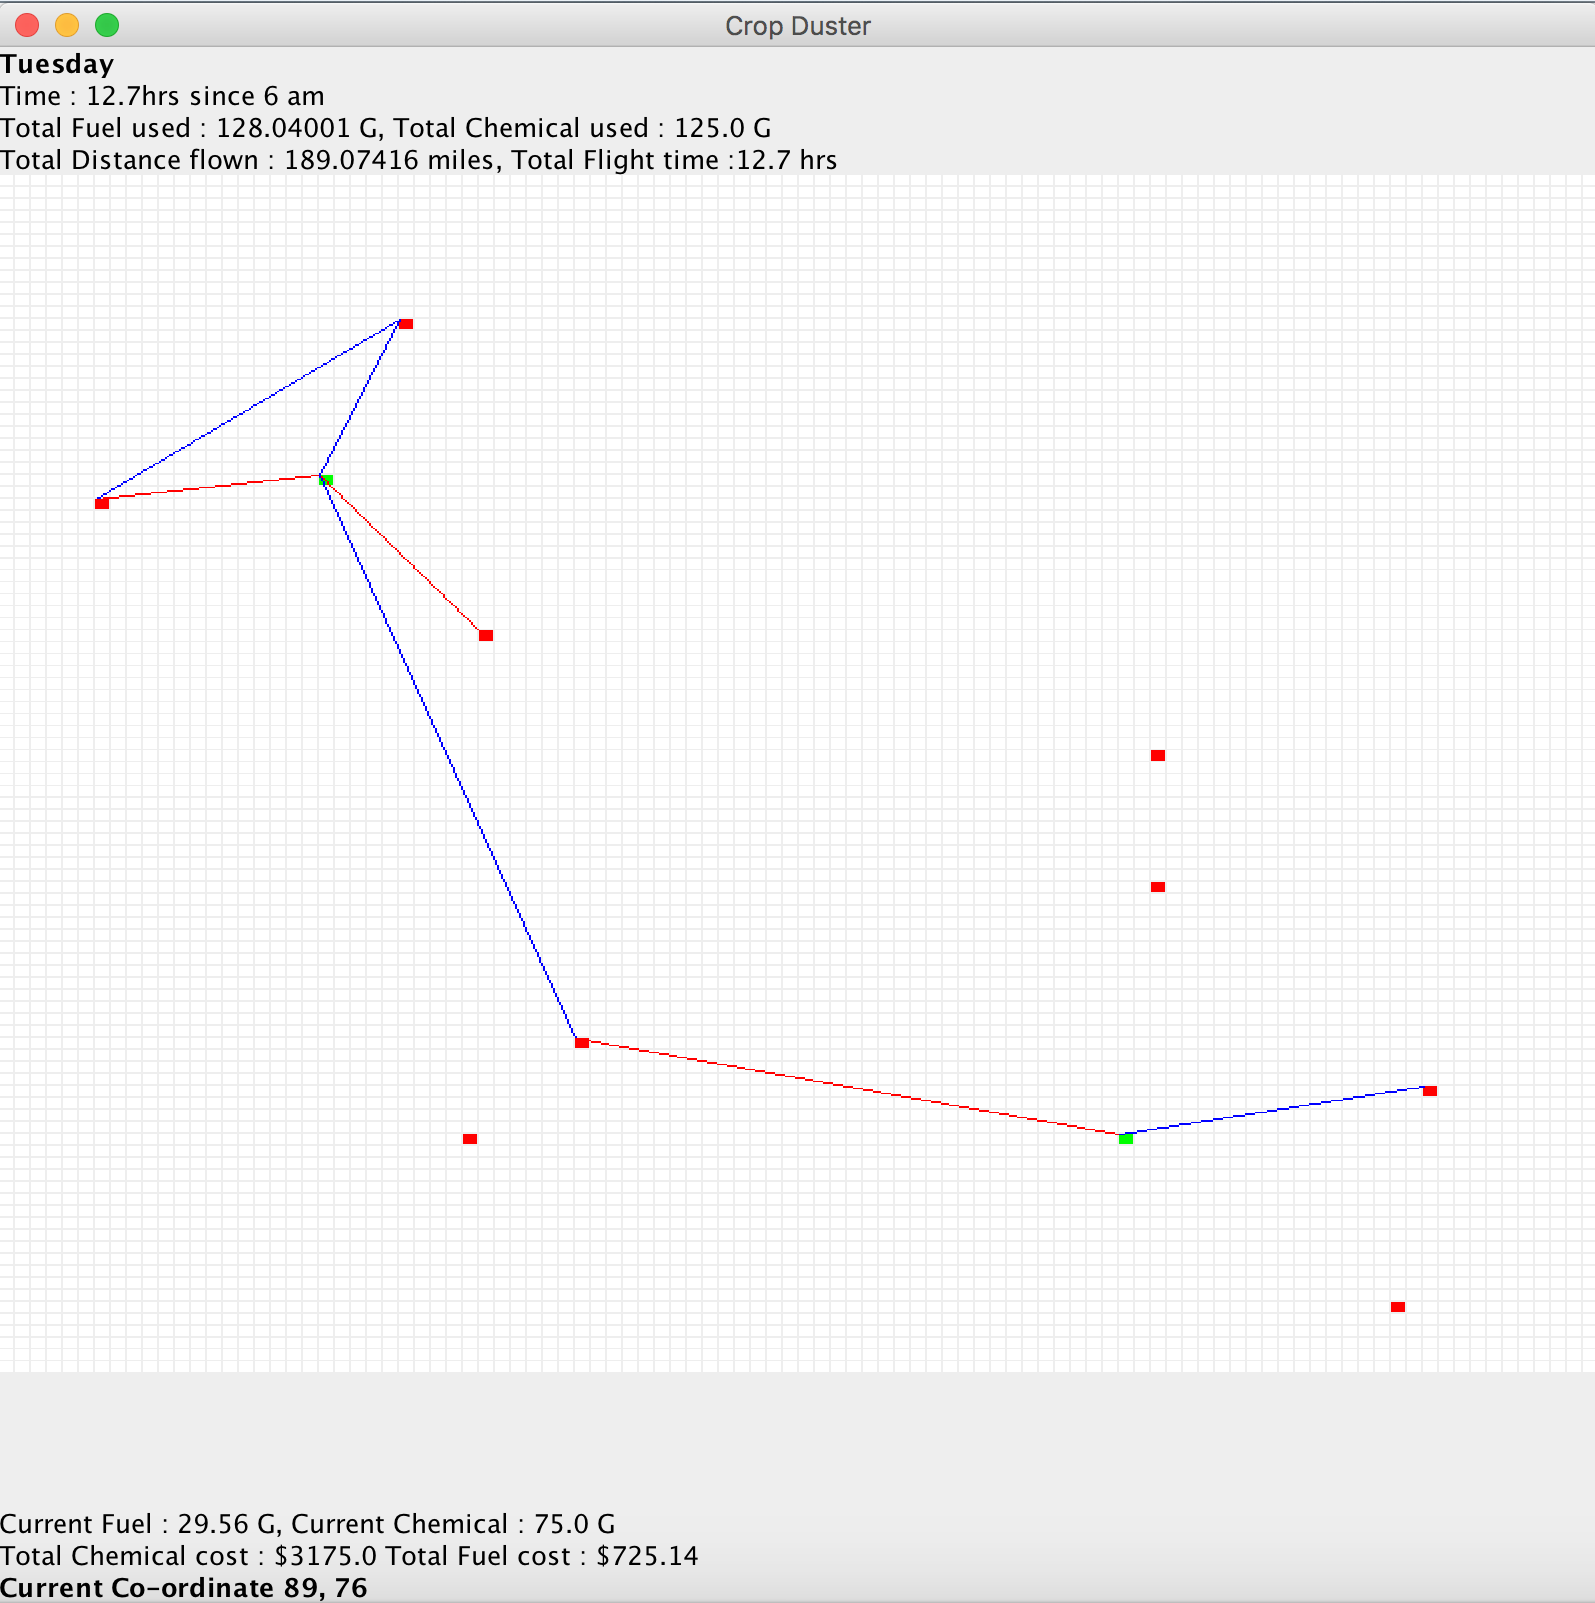 Crop Duster
Tuesday
Time : 12.7hrs since 6 am
Total Fuel used : 128.04001 G, Total Chemical used : 125.0 G
Total Distance flown : 189.07416 miles, Total Flight time :12.7 hrs
Current Fuel : 29.56 G, Current Chemical : 75.0 G
Total Chemical cost : $3175.0 Total Fuel cost : $725.14
Current Co-ordinate 89, 76